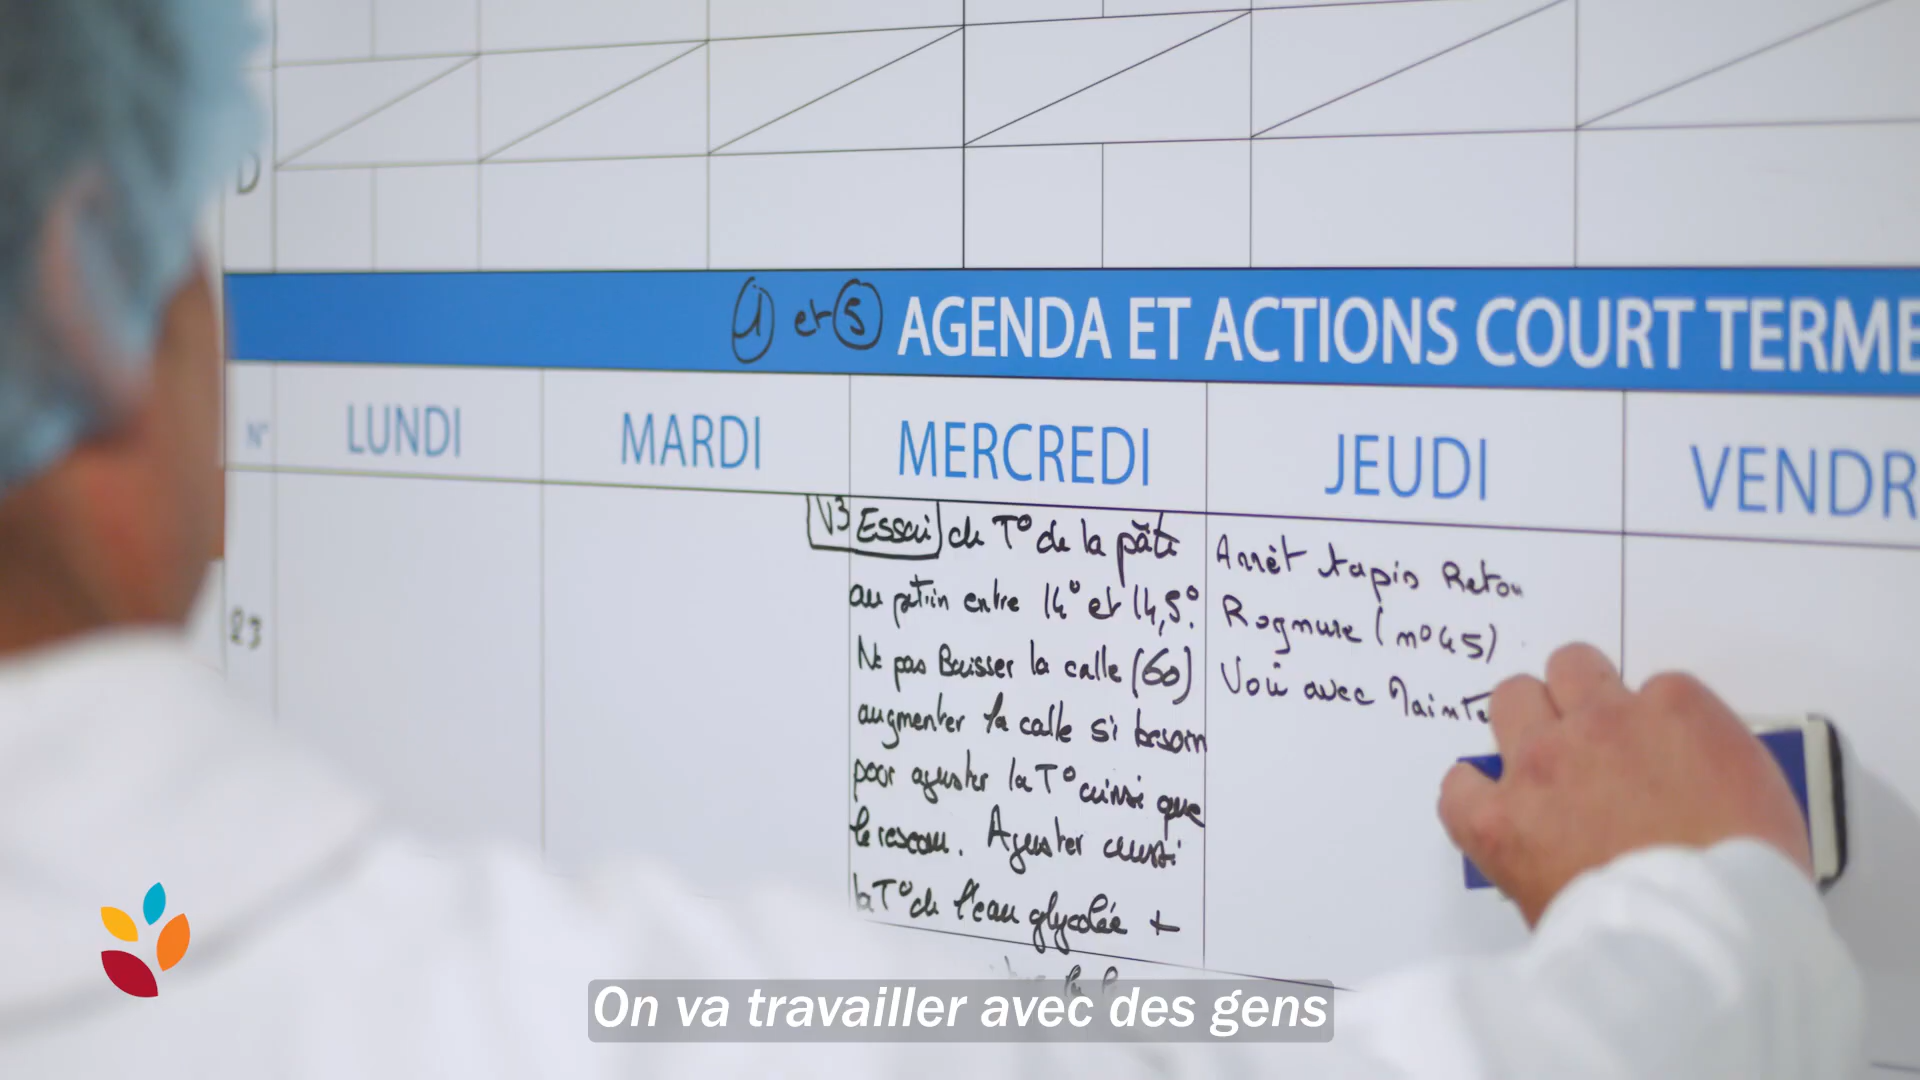 D
1 et 5 AGENDA ET ACTIONS COURT TERME
N° LUNDI MARDI MERCREDI JEUDI VENDR
V3 Essai de T° de la pâte
au pétrin entre 14° et 14,5°.
Ne pas Baisser la calle (60)
augmenter la calle si besoin
pour ajuster la T° ainsi que
le reseau. Ajuster aussi
la T° de l'eau glycolée +
Arrêt tapis Retou
Rognure (n°45)
Voir avec Mainte
23
On va travailler avec des gens